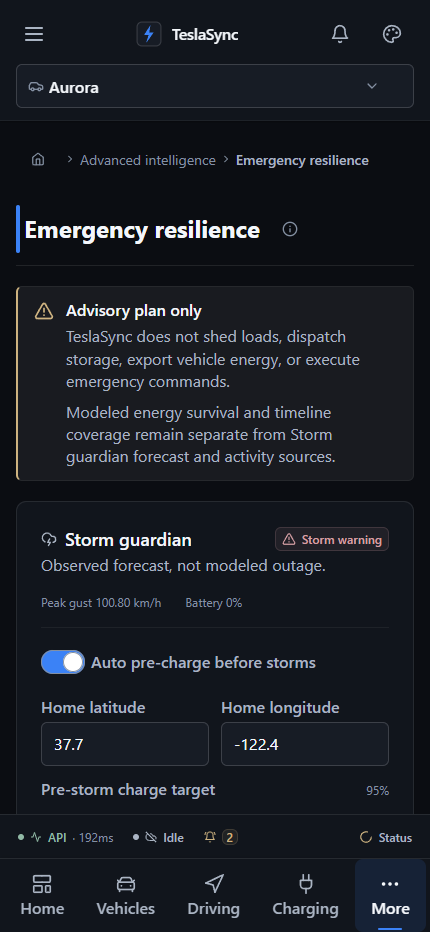 TeslaSync
Aurora
Advanced intelligence
Emergency resilience
Emergency resilience
Advisory plan only
TeslaSync does not shed loads, dispatch
storage, export vehicle energy, or execute
emergency commands.
Modeled energy survival and timeline
coverage remain separate from Storm
guardian forecast and activity sources.
Storm guardian
Storm warning
Observed forecast, not modeled outage.
Peak gust 100.80 km/h
Battery 0%
Auto pre-charge before storms
Home latitude
Home longitude
37.7
-122.4
Pre-storm charge target
95%
API · 192ms
Idle
2
Status
Home
Vehicles
Driving
Charging
More